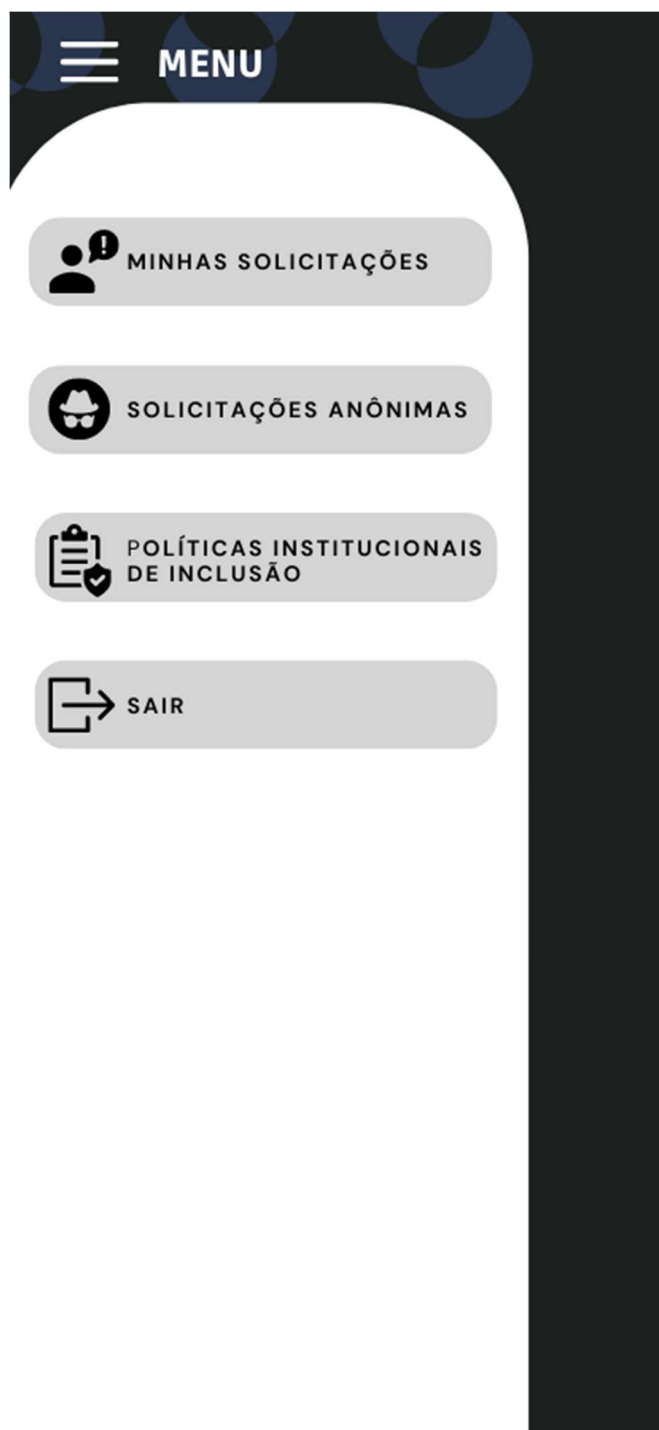 MENU
MINHAS SOLICITAÇÕES
SOLICITAÇÕES ANÔNIMAS
POLÍTICAS INSTITUCIONAIS
DE INCLUSÃO
SAIR